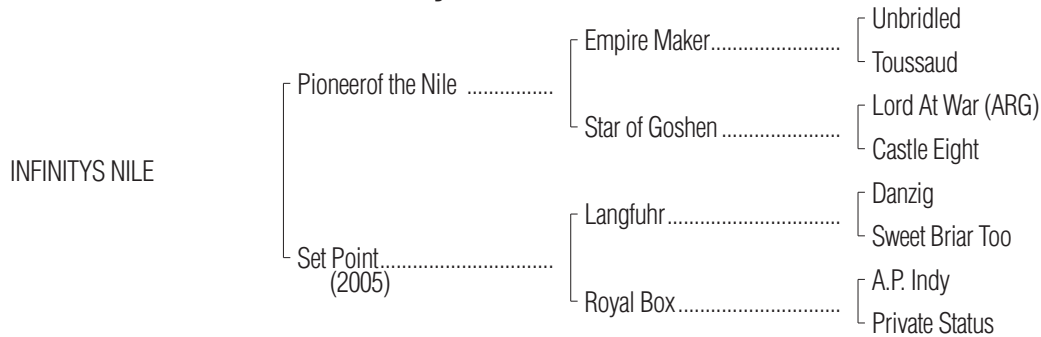 Unbridled
Empire Maker........................
Toussaud
Pioneerof the Nile ................
Lord At War (ARG)
Star of Goshen ......................
Castle Eight
INFINITYS NILE
Danzig
Langfuhr................................
Sweet Briar Too
Set Point................................
(2005)
A.P. Indy
Royal Box..............................
Private Status